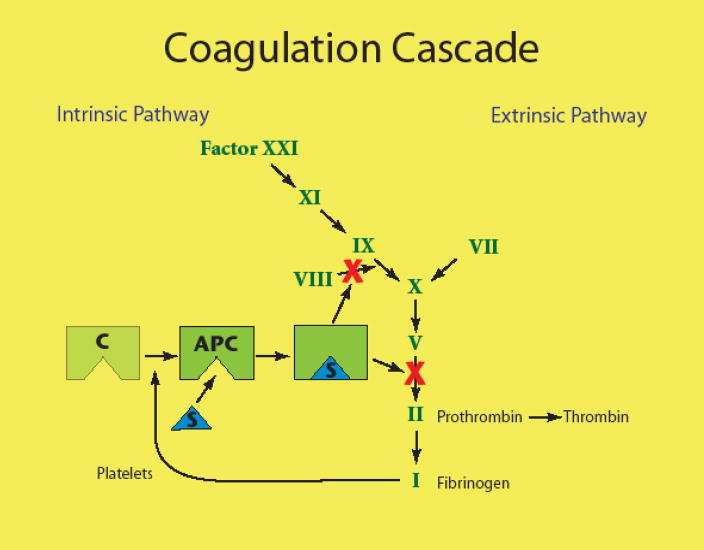 Coagulation Cascade
Intrinsic Pathway
Extrinsic Pathway
Factor XXI
XI
IX
VII
VIII
X
X
C
APC
V
S
X
S
II Prothrombin Thrombin
Platelets
I Fibrinogen